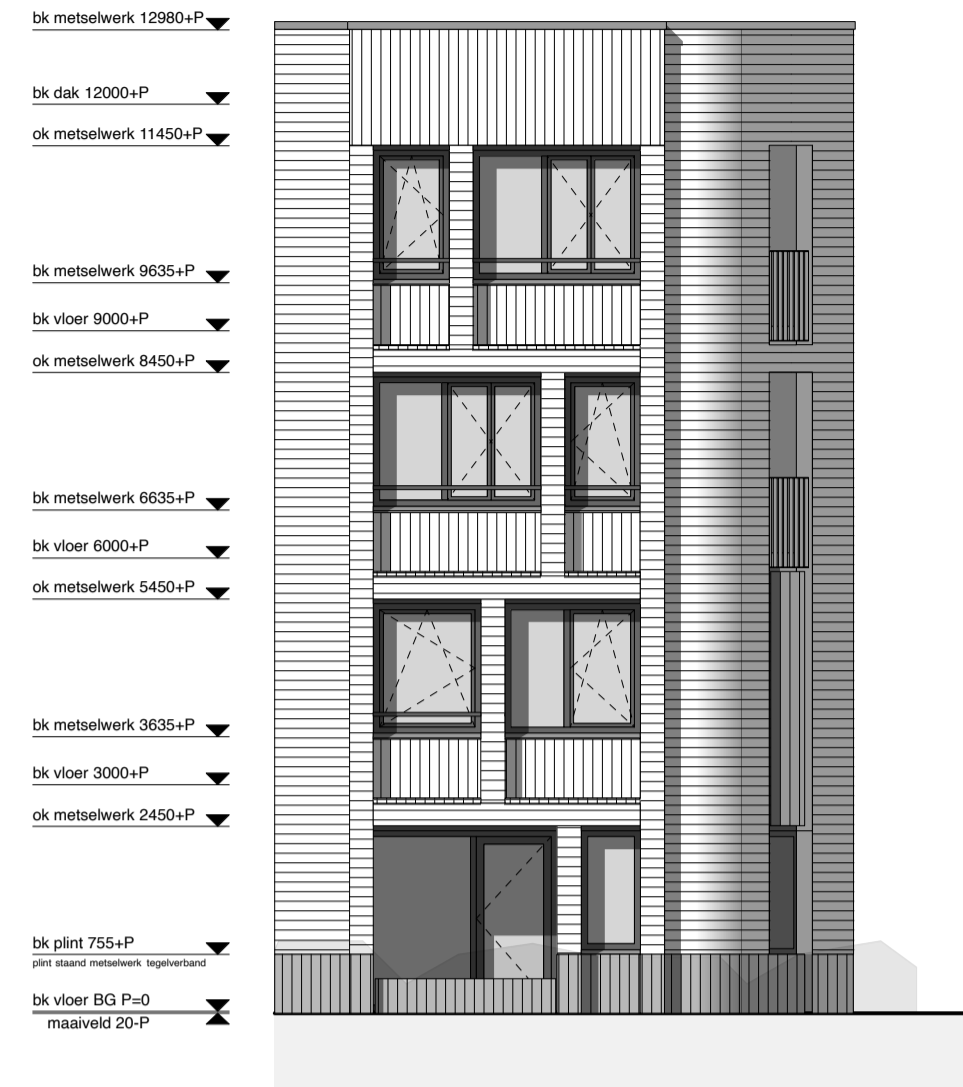 bk metselwerk 12980+P
bk dak 12000+P
ok metselwerk 11450+P
bk metselwerk 9635+P
bk vloer 9000+P
ok metselwerk 8450+P
bk metselwerk 6635+P
bk vloer 6000+P
ok metselwerk 5450+P
bk metselwerk 3635+P
bk vloer 3000+P
ok metselwerk 2450+P
bk plint 755+P
plint staand metselwerk tegelverband
bk vloer BG P=0
maaiveld 20-P